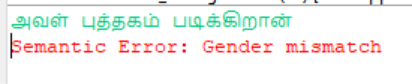 அவள் புத்தகம் படிக்கிறான்
Semantic Error: Gender mismatch